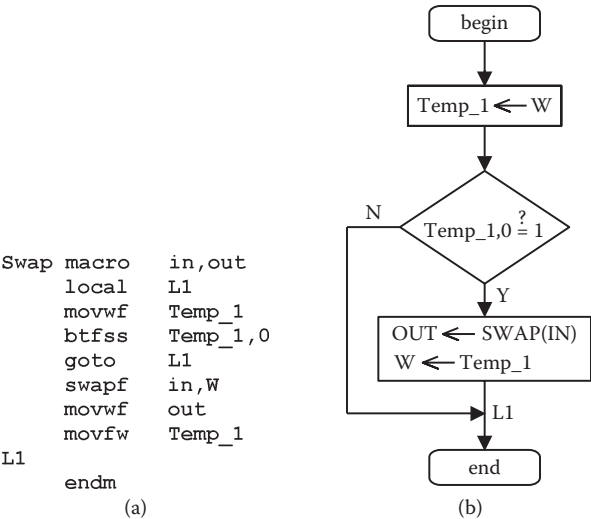 Swap macro in,out
local L1
movwf Temp_1
btfss Temp_1,0
goto L1
swapf in,W
movwf out
movfw Temp_1
L1
endm
(a)
begin
Temp_1 ← W
N
Temp_1,0 ≟ 1
Y
OUT ← SWAP(IN)
W ← Temp_1
L1
end
(b)